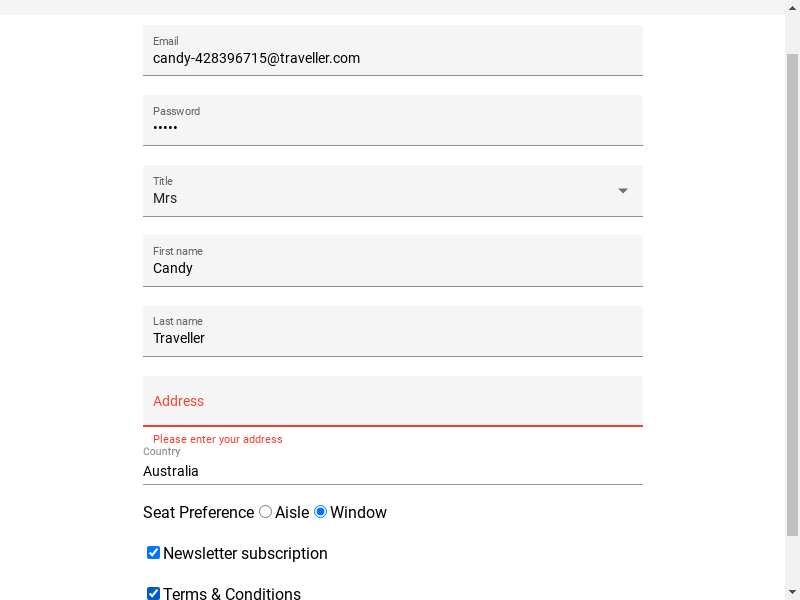 Email
candy-428396715@traveller.com
Password
•••••
Title
Mrs
First name
Candy
Last name
Traveller
Address
Please enter your address
Country
Australia
Seat Preference Aisle Window
Newsletter subscription
Terms & Conditions